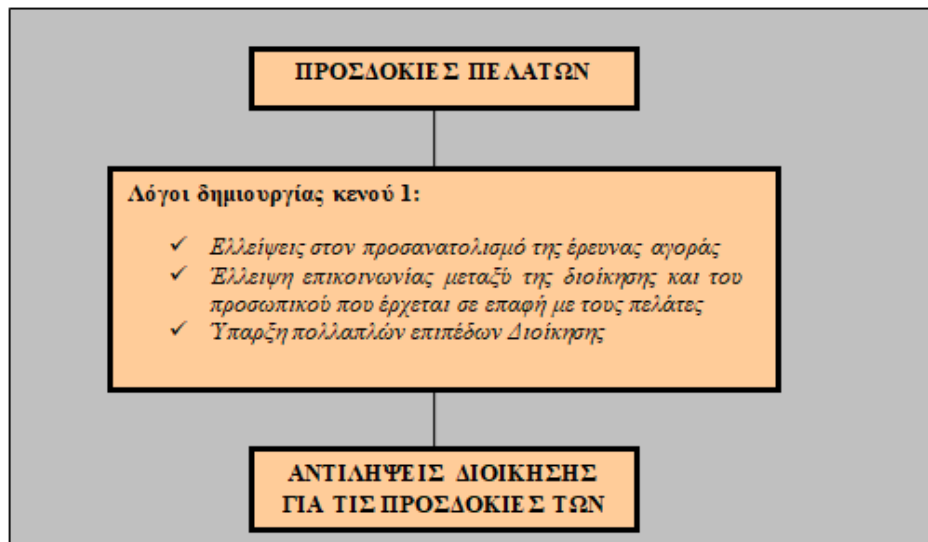 ΠΡΟΣΔΟΚΙΕΣ ΠΕΛΑΤΩΝ
Λόγοι δημιουργίας κενού 1:
✓ Ελλείψεις στον προσανατολισμό της έρευνας αγοράς
✓ Έλλειψη επικοινωνίας μεταξύ της διοίκησης και του
προσωπικού που έρχεται σε επαφή με τους πελάτες
✓ Ύπαρξη πολλαπλών επιπέδων Διοίκησης
ΑΝΤΙΛΗΨΕΙΣ ΔΙΟΙΚΗΣΗΣ
ΓΙΑ ΤΙΣ ΠΡΟΣΔΟΚΙΕΣ ΤΩΝ